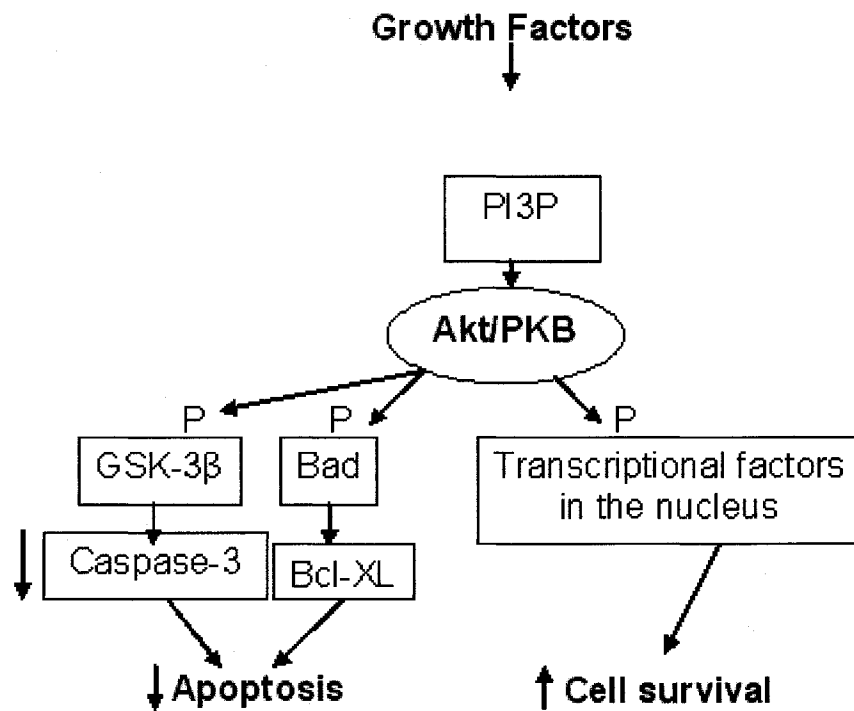 Growth Factors
PI3P
Akt/PKB
P P P
GSK-3β Bad Transcriptional factors
in the nucleus
Caspase-3 Bcl-XL
Apoptosis Cell survival